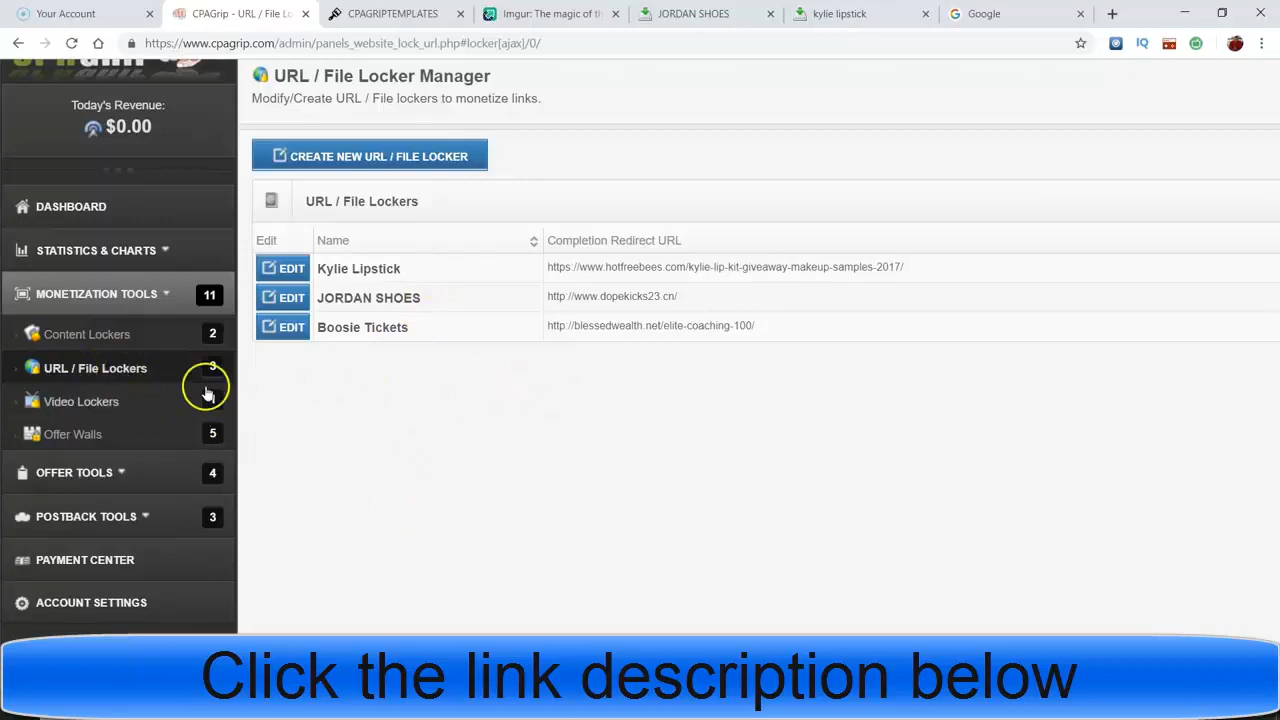 Your Account
CPAGrip - URL / File Lo
CPAGRIPTEMPLATES
Imgur: The magic of th
JORDAN SHOES
kylie lipstick
Google
https://www.cpagrip.com/admin/panels_website_lock_url.php#locker[ajax]/0/
IQ
Today's Revenue:
$0.00
DASHBOARD
STATISTICS & CHARTS
MONETIZATION TOOLS 11
Content Lockers 2
URL / File Lockers 3
Video Lockers
Offer Walls 5
OFFER TOOLS 4
POSTBACK TOOLS 3
PAYMENT CENTER
ACCOUNT SETTINGS
URL / File Locker Manager
Modify/Create URL / File lockers to monetize links.
CREATE NEW URL / FILE LOCKER
URL / File Lockers
Edit Name Completion Redirect URL
EDIT Kylie Lipstick https://www.hotfreebees.com/kylie-lip-kit-giveaway-makeup-samples-2017/
EDIT JORDAN SHOES http://www.dopekicks23.cn/
EDIT Boosie Tickets http://blessedwealth.net/elite-coaching-100/
Click the link description below